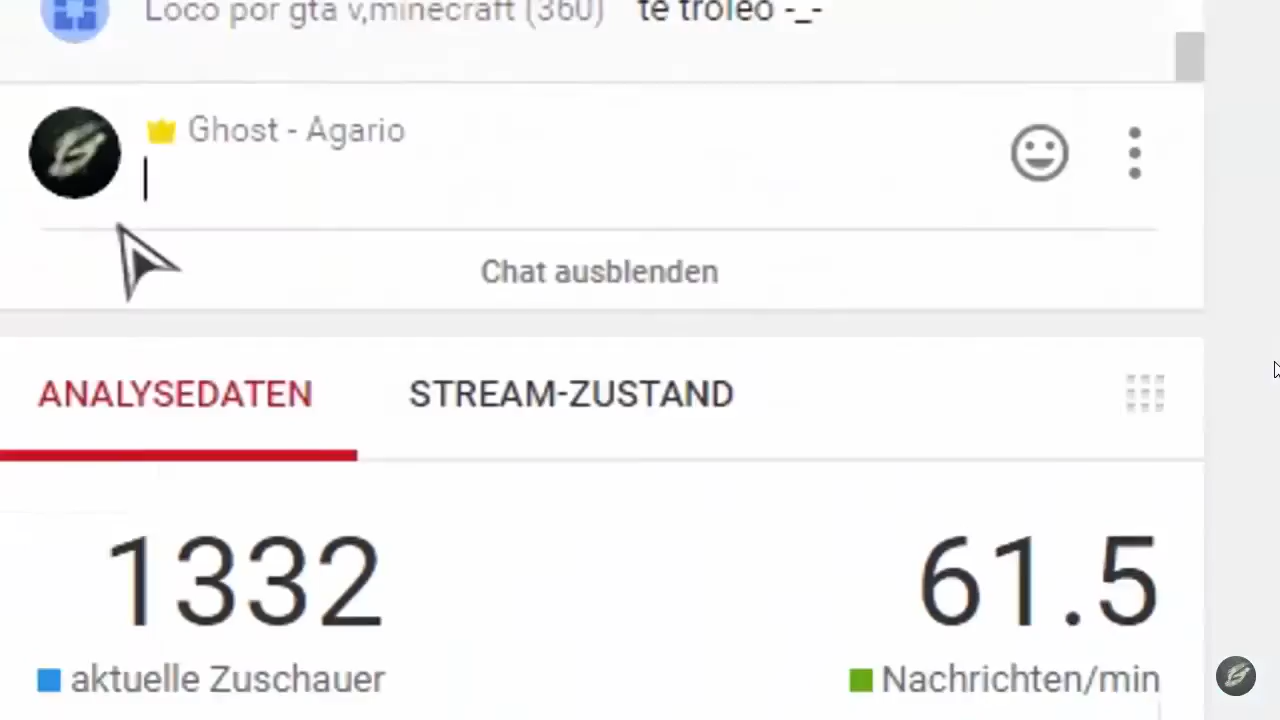 Loco por gta v,minecraft (360) te troleo -_-
Ghost - Agario
Chat ausblenden
ANALYSEDATEN STREAM-ZUSTAND
1332 61.5
aktuelle Zuschauer Nachrichten/min